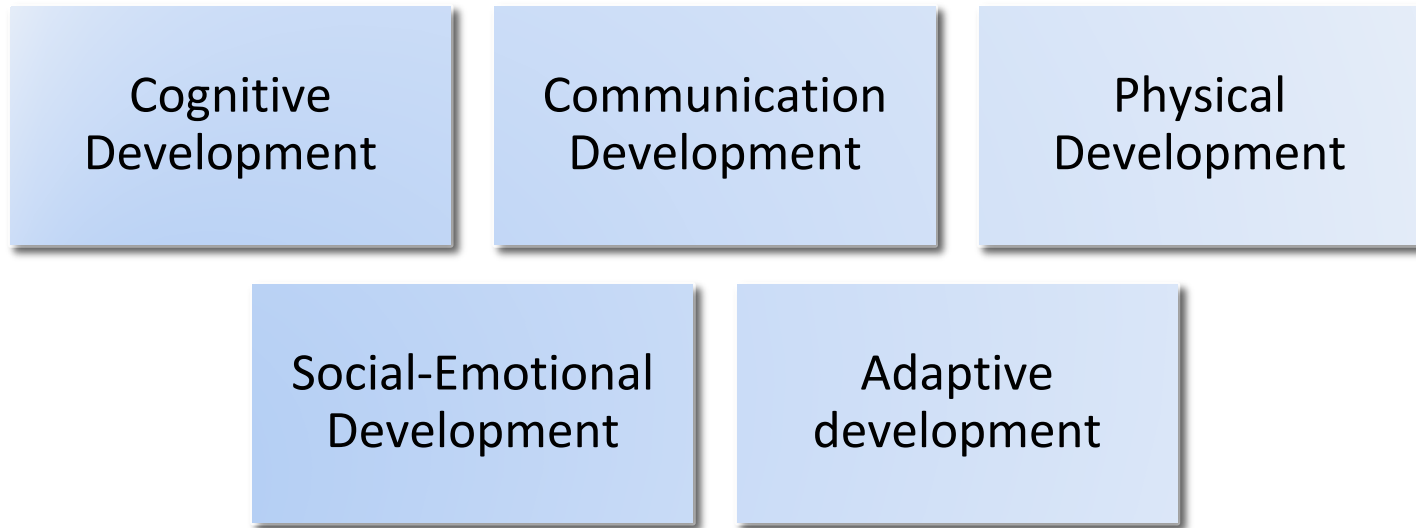 Cognitive
Development
Communication
Development
Physical
Development
Social-Emotional
Development
Adaptive
development